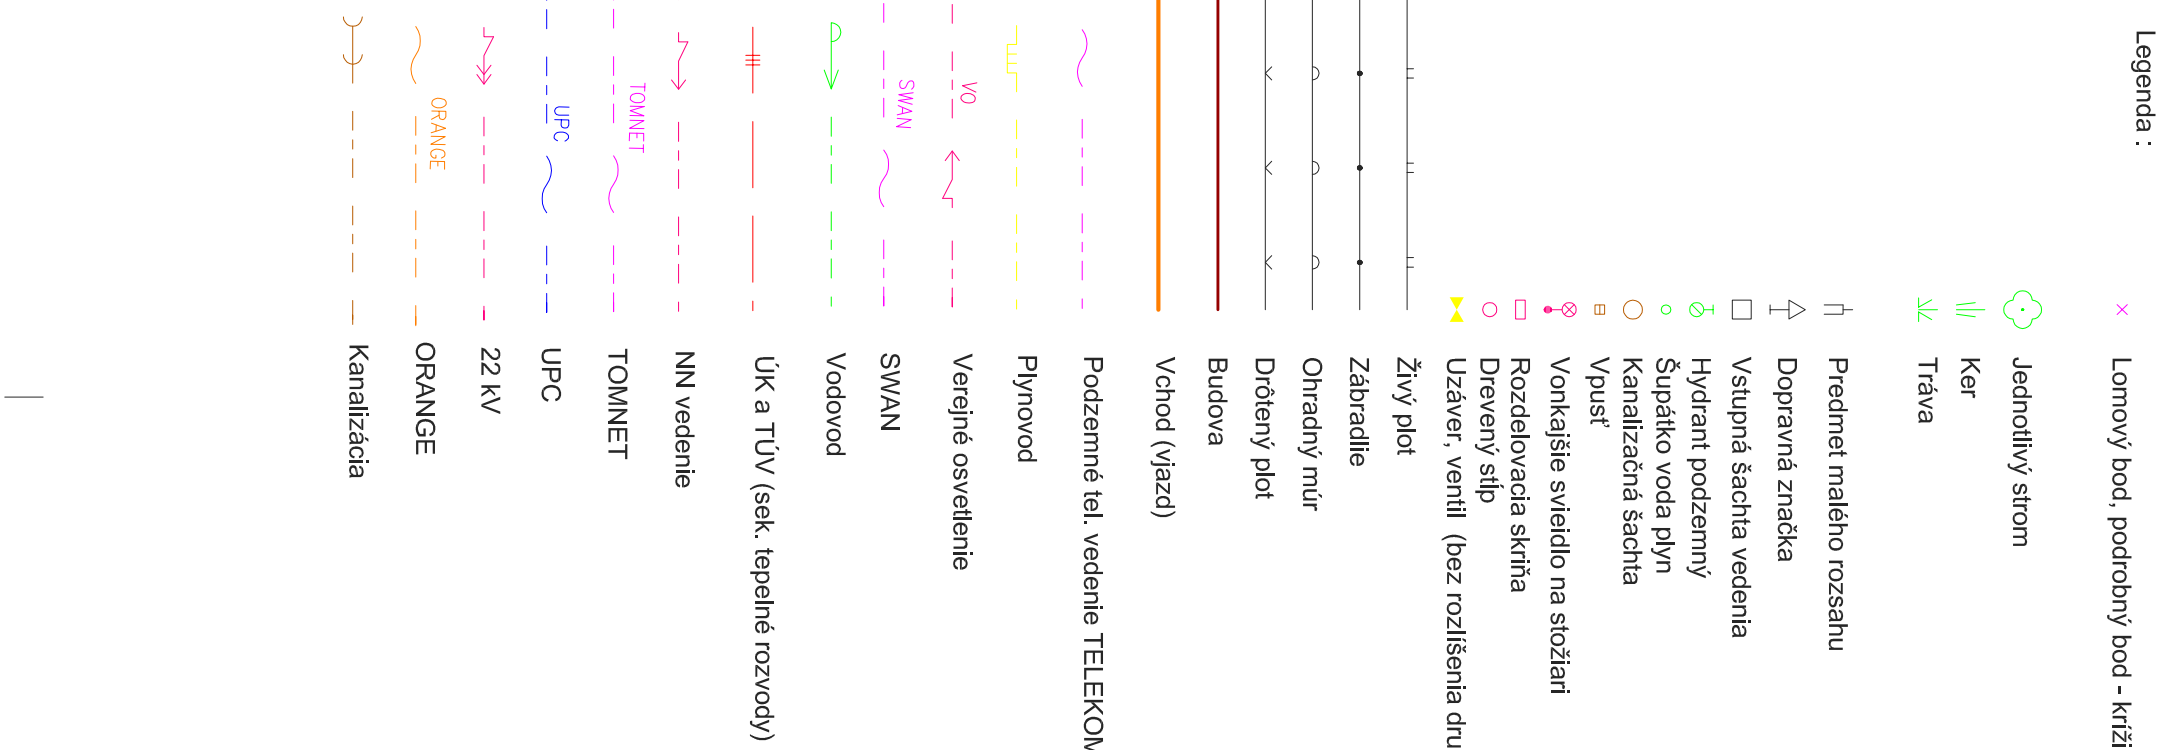 Legenda :
Lomový bod, podrobný bod - kríži
Jednotlivý strom
Ker
Tráva
Predmet malého rozsahu
Dopravná značka
Vstupná šachta vedenia
Hydrant podzemný
Šupátko voda plyn
Kanalizačná šachta
Vpusť
Vonkajšie svieidlo na stožiari
Rozdelovacia skriňa
Drevený stĺp
Uzáver, ventil (bez rozlíšenia dru
Živý plot
Zábradlie
Ohradný múr
Drôtený plot
Budova
Vchod (vjazd)
Podzemné tel. vedenie TELEKOM
Plynovod
VO
Verejné osvetlenie
SWAN
SWAN
Vodovod
ÚK a TÚV (sek. tepelné rozvody)
NN vedenie
TOMNET
TOMNET
UPC
UPC
22 kV
ORANGE
ORANGE
Kanalizácia